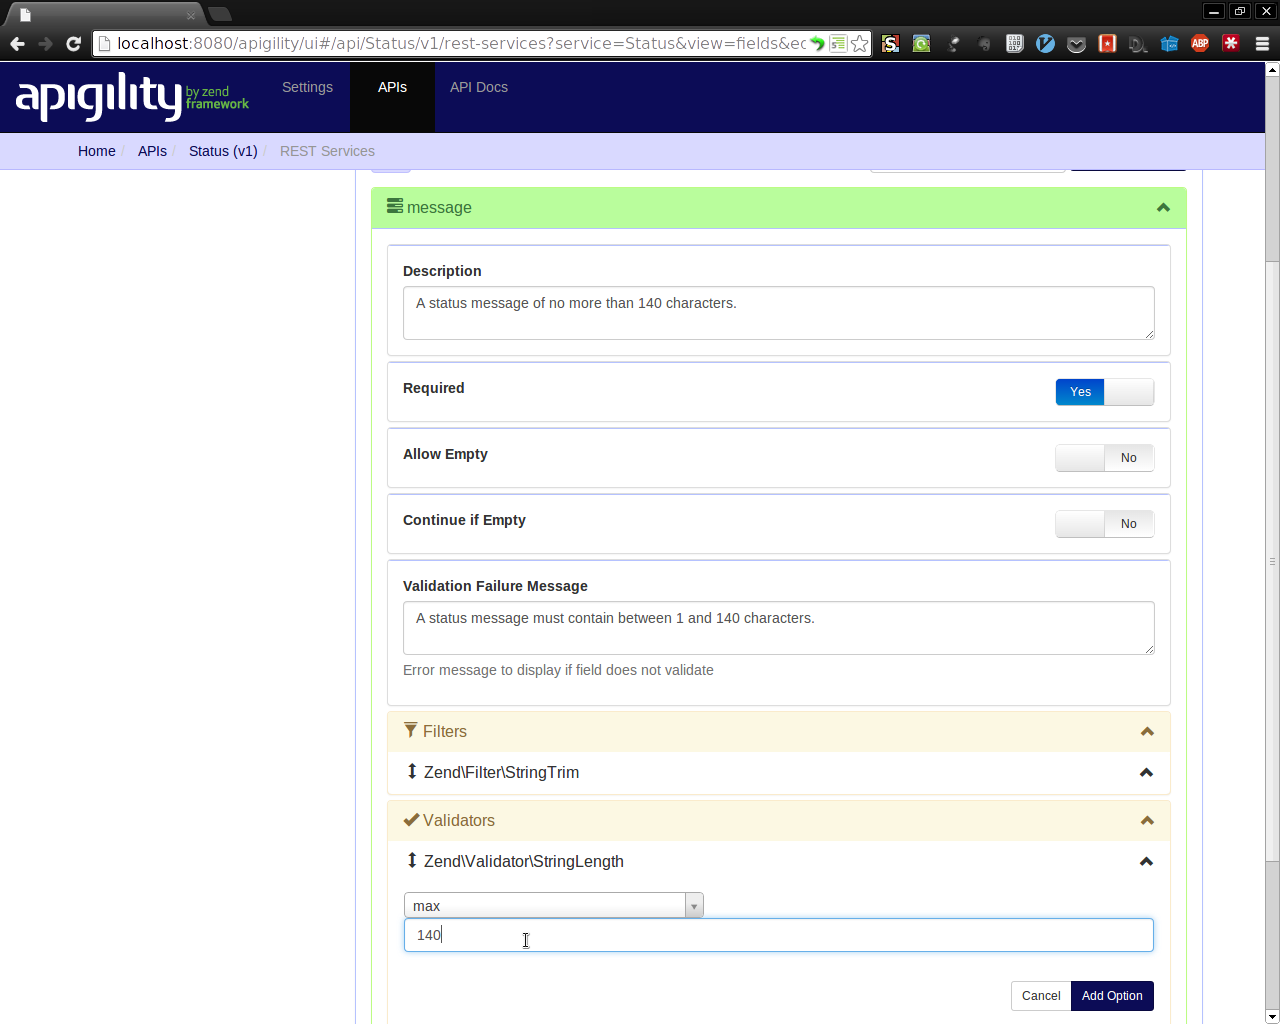 localhost:8080/apigility/ui#/api/Status/v1/rest-services?service=Status&view=fields&ec
apigility by zend framework
Settings
APIs
API Docs
Home / APIs / Status (v1) / REST Services
message
Description
A status message of no more than 140 characters.
Required
Yes
Allow Empty
No
Continue if Empty
No
Validation Failure Message
A status message must contain between 1 and 140 characters.
Error message to display if field does not validate
Filters
Zend\Filter\StringTrim
Validators
Zend\Validator\StringLength
max
140
Cancel
Add Option